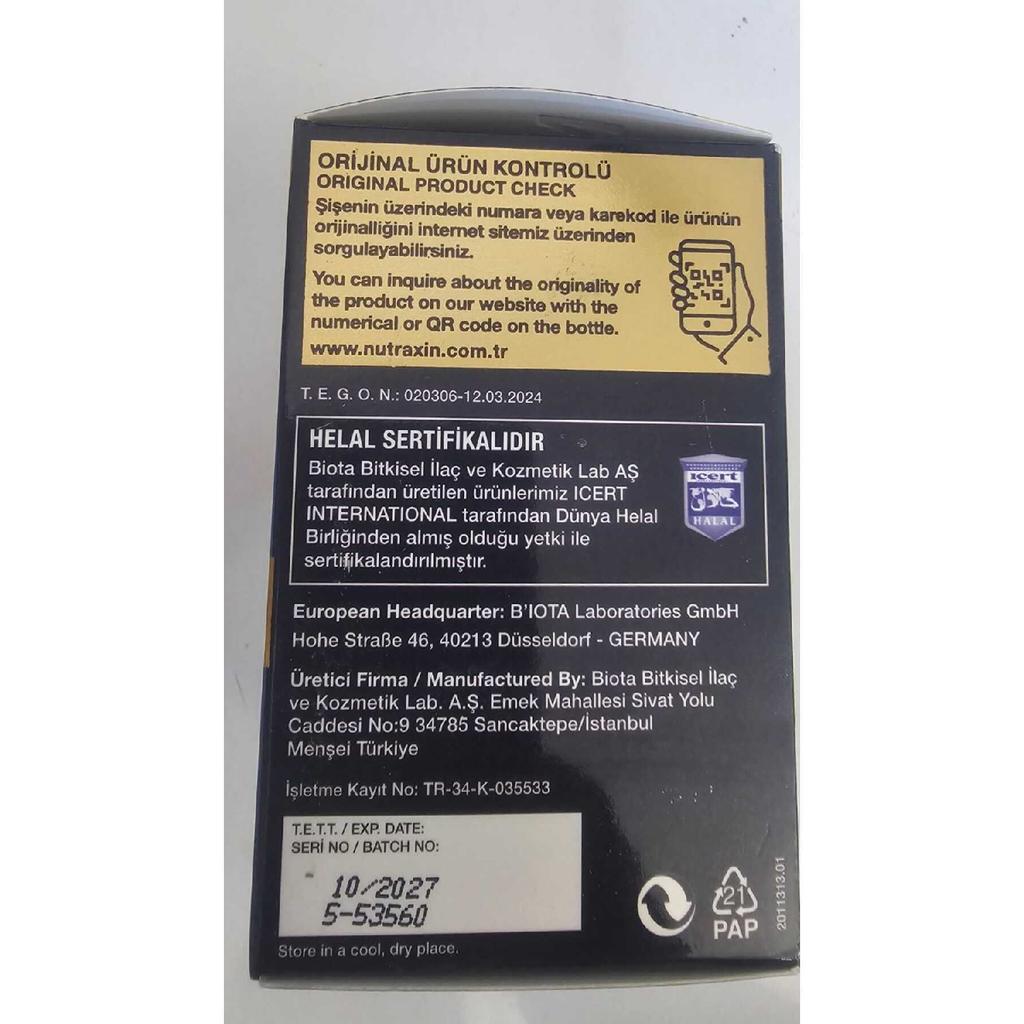 ORİJİNAL ÜRÜN KONTROLÜ
ORIGINAL PRODUCT CHECK
Şişenin üzerindeki numara veya karekod ile ürünün
orijinalliğini internet sitemiz üzerinden
sorgulayabilirsiniz.
You can inquire about the originality of
the product on our website with the
numerical or QR code on the bottle.
www.nutraxin.com.tr
T. E. G. O. N.: 020306-12.03.2024
HELAL SERTİFİKALIDIR
Biota Bitkisel İlaç ve Kozmetik Lab AŞ
tarafından üretilen ürünlerimiz ICERT
INTERNATIONAL tarafından Dünya Helal
Birliğinden almış olduğu yetki ile
sertifikalandırılmıştır.
icert
HALAL
European Headquarter: B'IOTA Laboratories GmbH
Hohe Straße 46, 40213 Düsseldorf - GERMANY
Üretici Firma / Manufactured By: Biota Bitkisel İlaç
ve Kozmetik Lab. A.Ş. Emek Mahallesi Sivat Yolu
Caddesi No:9 34785 Sancaktepe/İstanbul
Menşei Türkiye
İşletme Kayıt No: TR-34-K-035533
T.E.T.T. / EXP. DATE:
SERİ NO / BATCH NO:
10/2027
5-53560
Store in a cool, dry place.
21
PAP
2011313.01